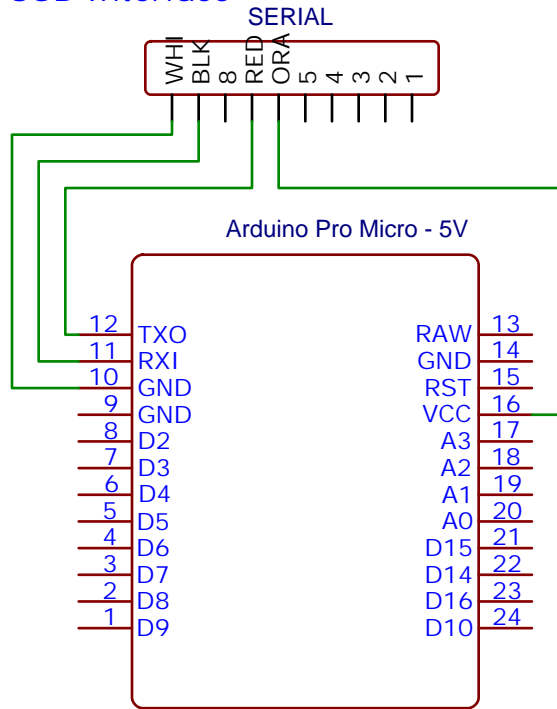 SERIAL
WHI BLK 8 RED ORA 5 4 3 2 1
Arduino Pro Micro - 5V
12 TXO RAW 13
11 RXI GND 14
10 GND RST 15
9 GND VCC 16
8 D2 A3 17
7 D3 A2 18
6 D4 A1 19
5 D5 A0 20
4 D6 D15 21
3 D7 D14 22
2 D8 D16 23
1 D9 D10 24